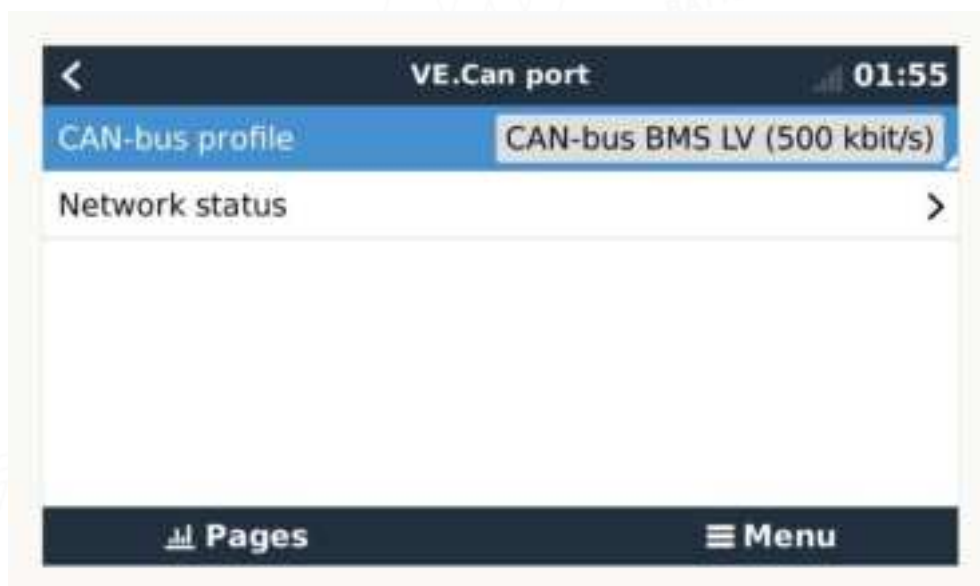 VE.Can port 01:55
CAN-bus profile CAN-bus BMS LV (500 kbit/s)
Network status
Pages Menu